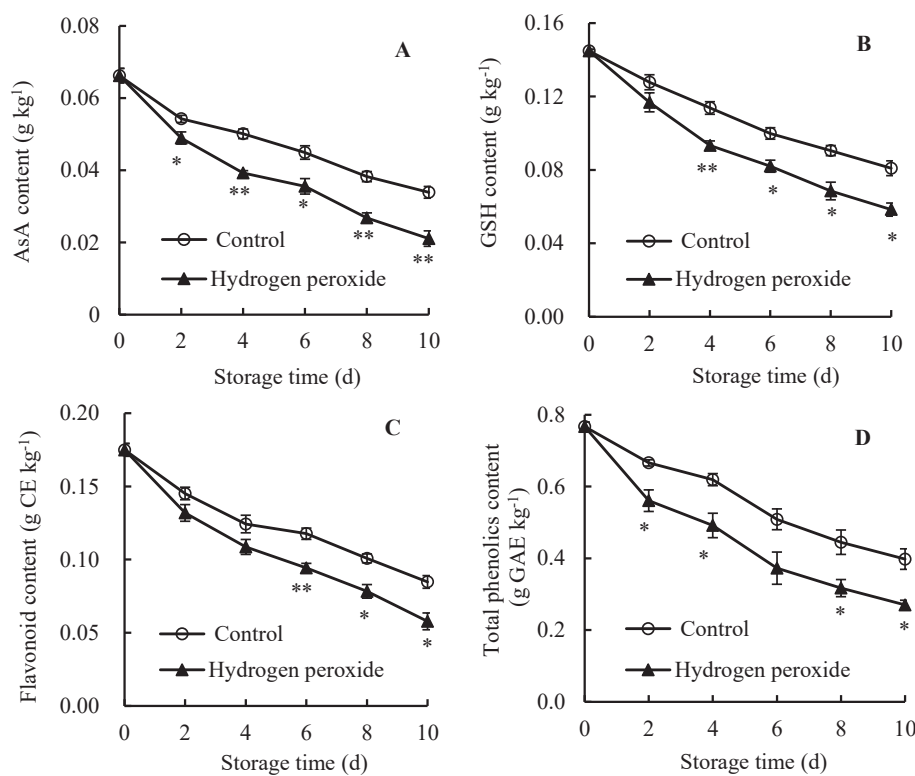 A
AsA content (g kg¹)
0.08
0.06
0.04
0.02
0
*
**
*
**
**
Control
Hydrogen peroxide
0 2 4 6 8 10
Storage time (d)
B
GSH content (g kg⁻¹)
0.16
0.12
0.08
0.04
0.00
**
*
*
*
Control
Hydrogen peroxide
0 2 4 6 8 10
Storage time (d)
C
Flavonoid content (g CE kg⁻¹)
0.20
0.15
0.10
0.05
0.00
**
*
*
Control
Hydrogen peroxide
0 2 4 6 8 10
Storage time (d)
D
Total phenolics content
(g GAE kg⁻¹)
0.8
0.6
0.4
0.2
0.0
*
*
*
*
Control
Hydrogen peroxide
0 2 4 6 8 10
Storage time (d)